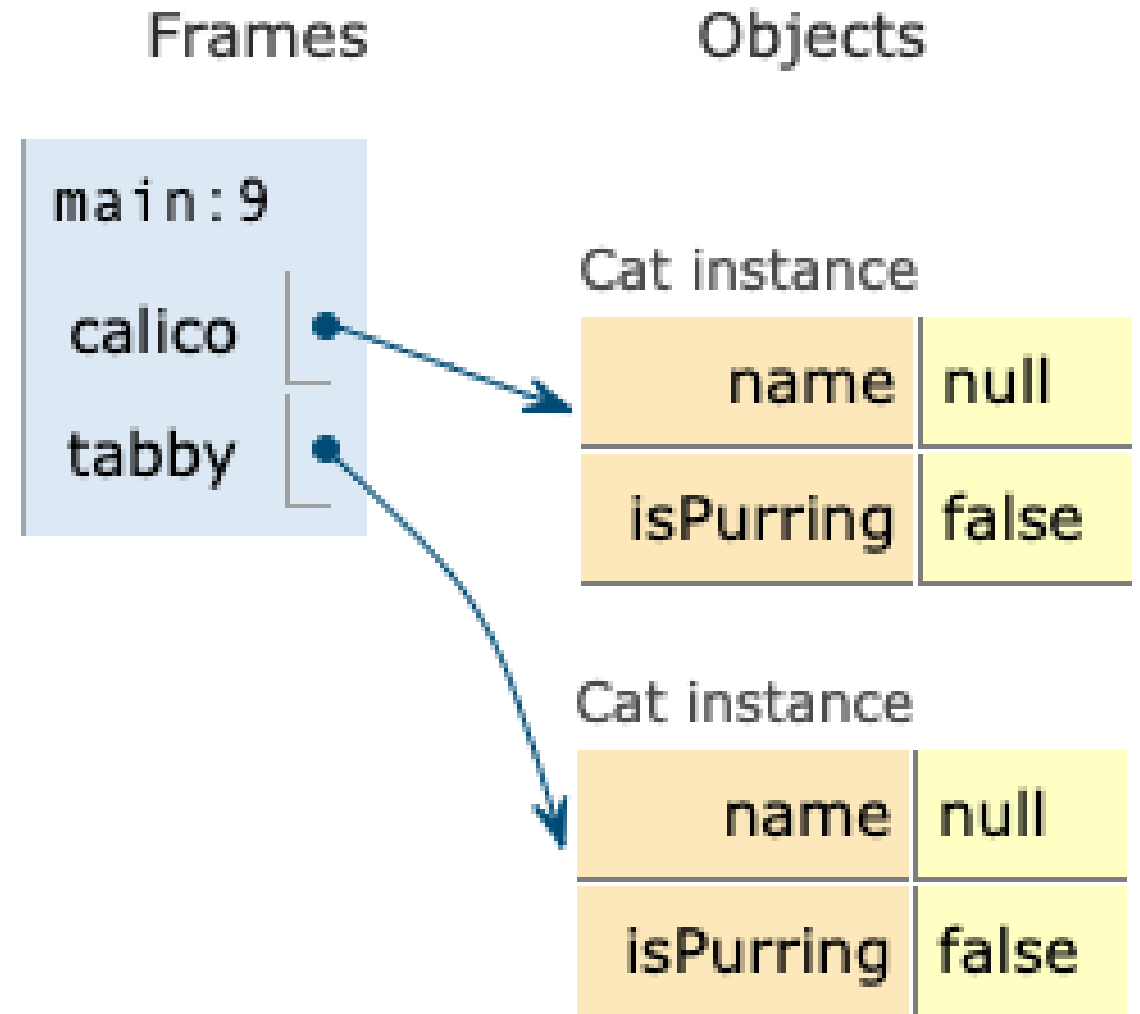 Frames Objects
main:9
calico
tabby
Cat instance
name null
isPurring false
Cat instance
name null
isPurring false